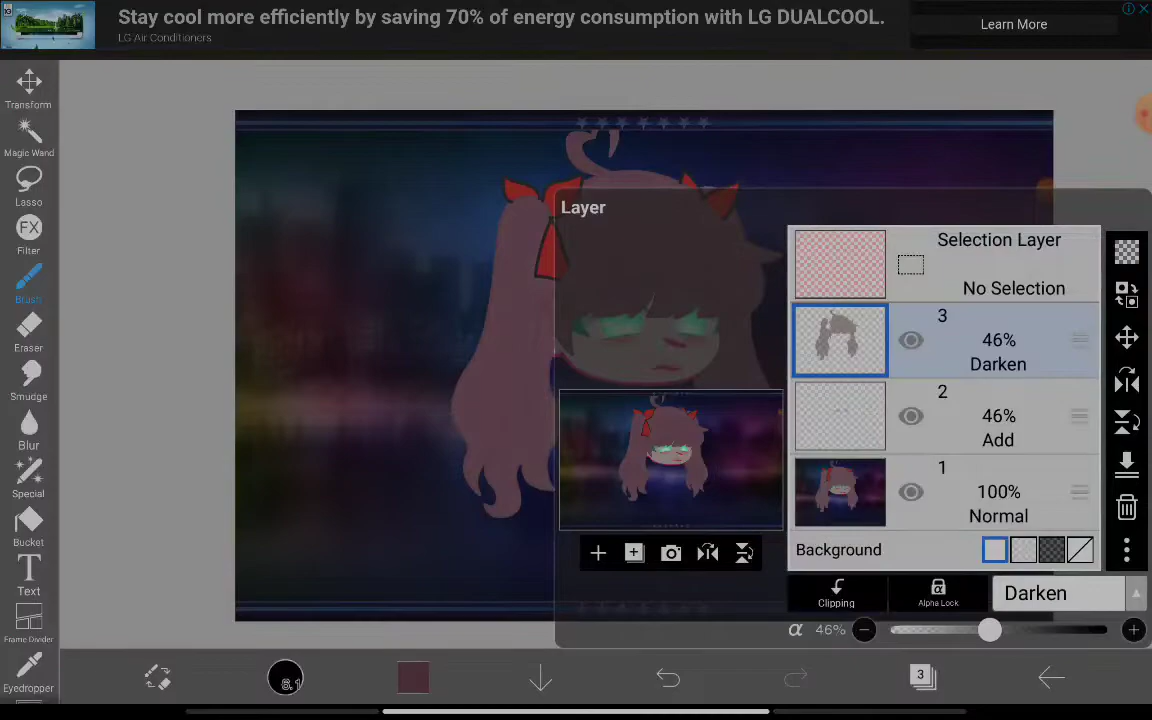 Stay cool more efficiently by saving 70% of energy consumption with LG DUALCOOL.
LG Air Conditioners
Learn More
Transform
Magic Wand
Lasso
FX
Filter
Brush
Eraser
Smudge
Blur
Special
Bucket
T
Text
Frame Divider
Eyedropper
Layer
Selection Layer
No Selection
3
46%
Darken
2
46%
Add
1
100%
Normal
Background
Clipping
Alpha Lock
Darken
α 46%
8.1
3